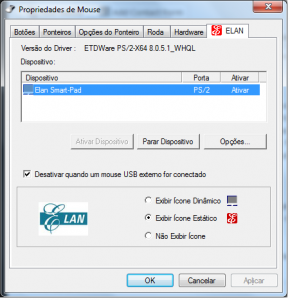 Propriedades de Mouse
Botões Ponteiros Opções do Ponteiro Roda Hardware ELAN
Versão do Driver : ETDWare PS/2-X64 8.0.5.1_WHQL
Dispositivo:
Dispositivo Porta Ativar
Elan Smart-Pad PS/2 Ativar
Ativar Dispositivo Parar Dispositivo Opções...
Desativar quando um mouse USB externo for conectado
Exibir Ícone Dinâmico
ELAN Exibir Ícone Estático
Não Exibir Ícone
OK Cancelar Aplicar